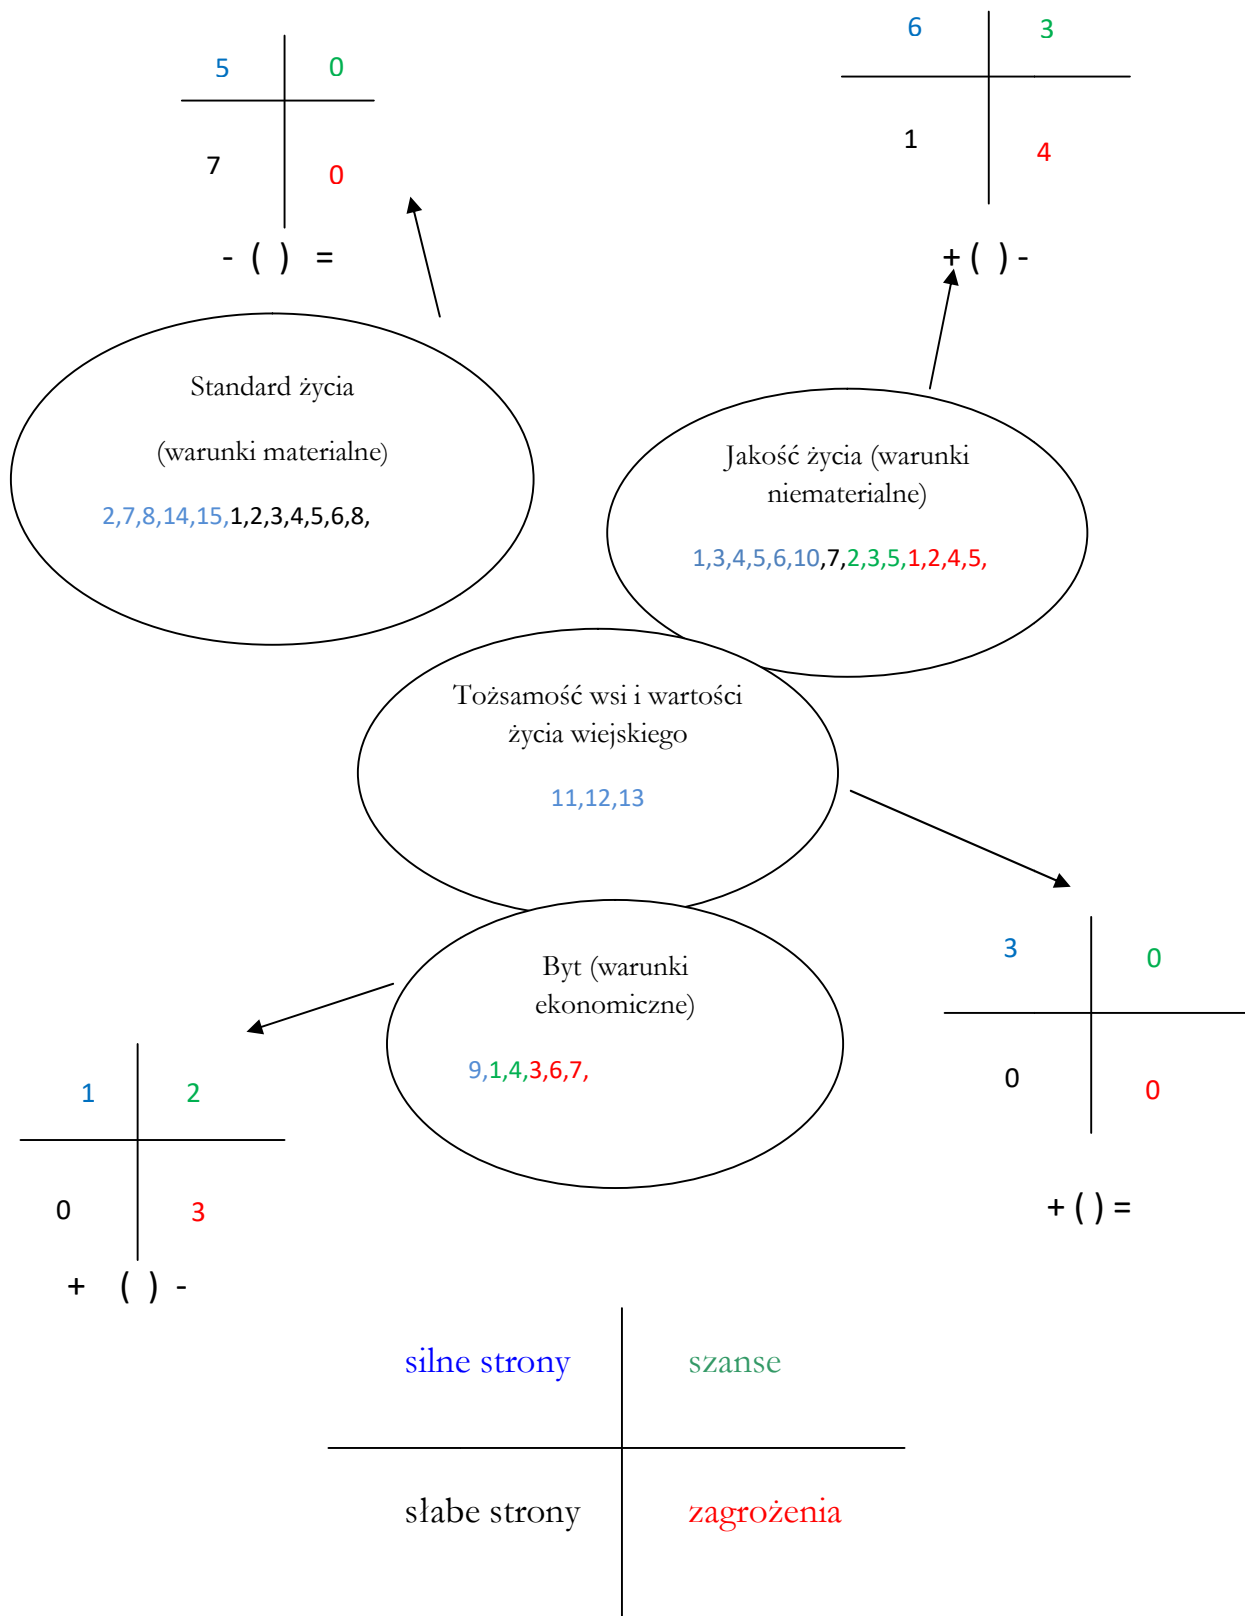 5 0
7 0
- ( ) =
6 3
1 4
+ ( ) -
Standard życia
(warunki materialne)
2,7,8,14,15,1,2,3,4,5,6,8,
Jakość życia (warunki
niematerialne)
1,3,4,5,6,10,7,2,3,5,1,2,4,5,
Tożsamość wsi i wartości
życia wiejskiego
11,12,13
3 0
0 0
+ ( ) =
Byt (warunki
ekonomiczne)
9,1,4,3,6,7,
1 2
0 3
+ ( ) -
silne strony szanse
słabe strony zagrożenia